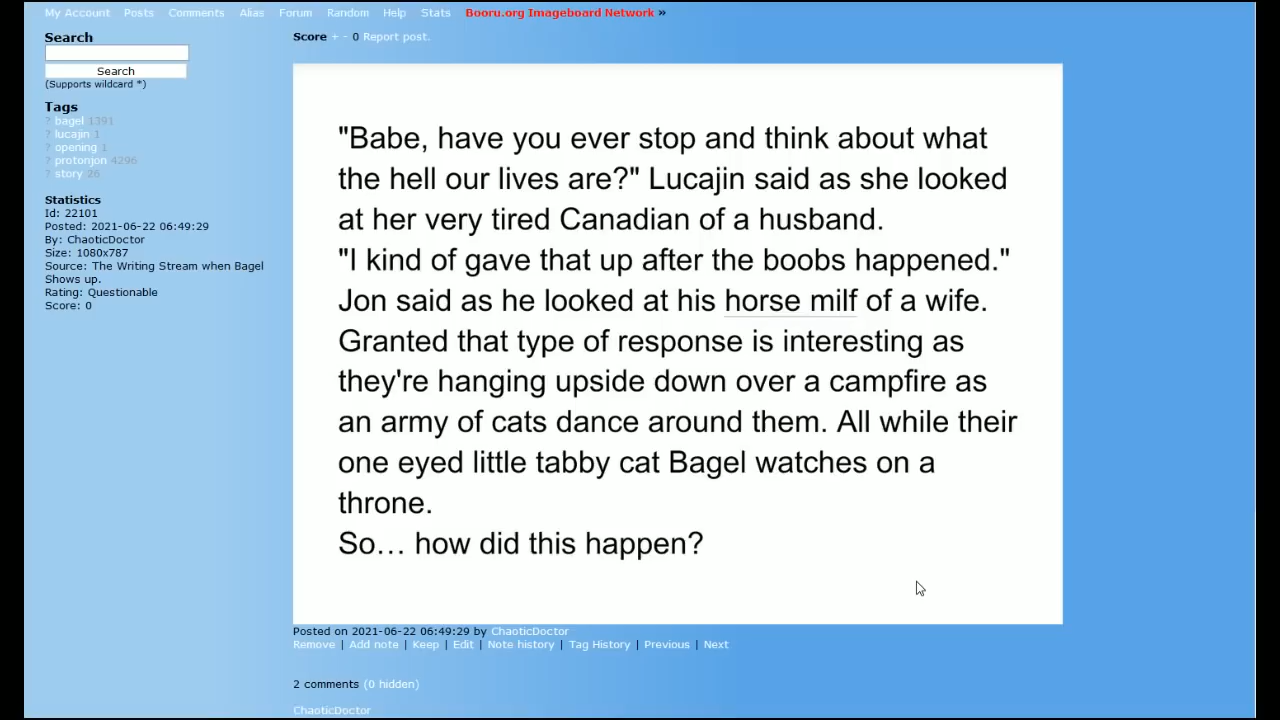 My Account Posts Comments Alias Forum Random Help Stats Booru.org Imageboard Network »
Search
Search
(Supports wildcard *)
Tags
? bagel 1391
? lucajin 1
? opening 1
? protonjon 4296
? story 26
Statistics
Id: 22101
Posted: 2021-06-22 06:49:29
By: ChaoticDoctor
Size: 1080x787
Source: The Writing Stream when Bagel
Shows up.
Rating: Questionable
Score: 0
Score + - 0 Report post.
"Babe, have you ever stop and think about what
the hell our lives are?" Lucajin said as she looked
at her very tired Canadian of a husband.
"I kind of gave that up after the boobs happened."
Jon said as he looked at his horse milf of a wife.
Granted that type of response is interesting as
they're hanging upside down over a campfire as
an army of cats dance around them. All while their
one eyed little tabby cat Bagel watches on a
throne.
So… how did this happen?
Posted on 2021-06-22 06:49:29 by ChaoticDoctor
Remove | Add note | Keep | Edit | Note history | Tag History | Previous | Next
2 comments (0 hidden)
ChaoticDoctor